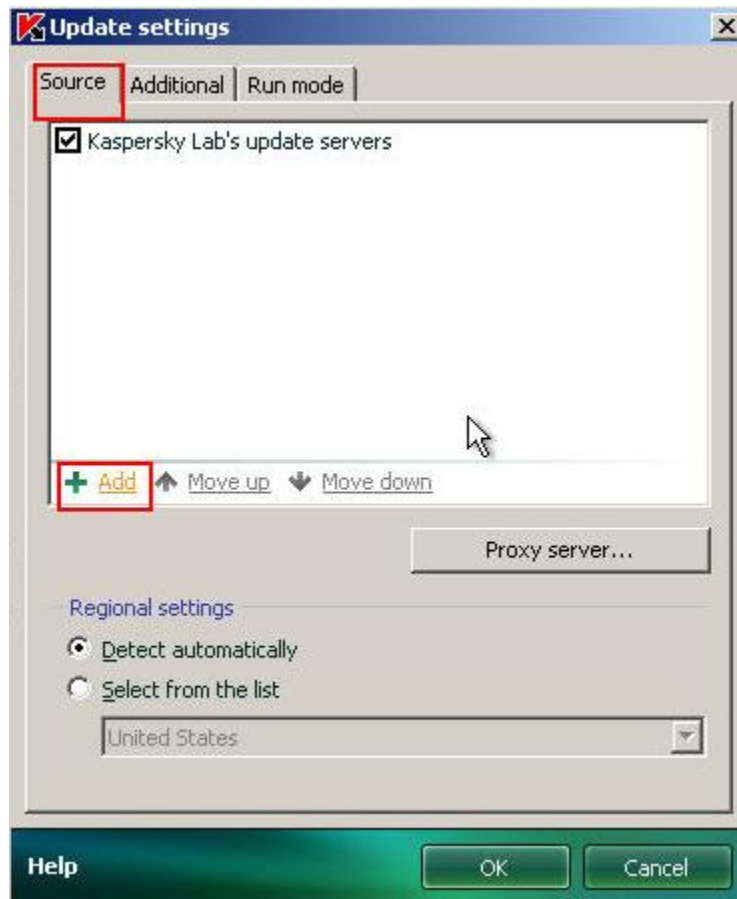 Update settings
Source Additional Run mode
Kaspersky Lab's update servers
Add Move up Move down
Proxy server...
Regional settings
Detect automatically
Select from the list
United States
Help OK Cancel